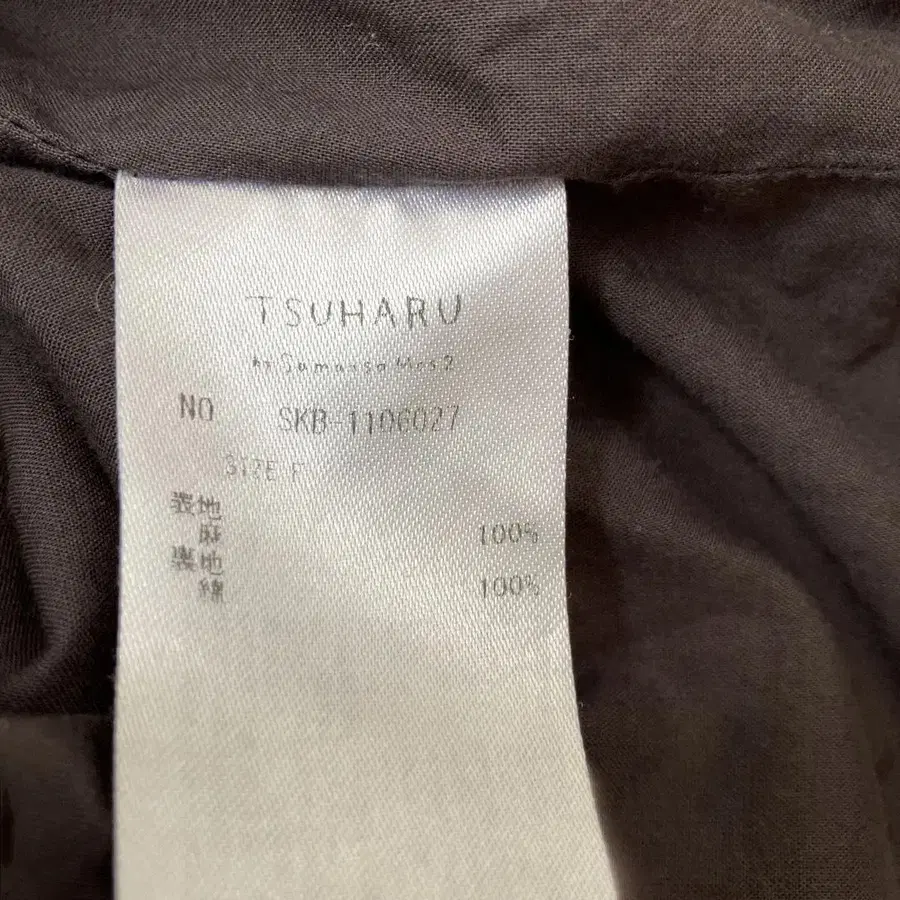 TSUHARU
by Samansa Mos2
NO SKB-1106027
SIZE F
表地
麻 100%
裏地
綿 100%